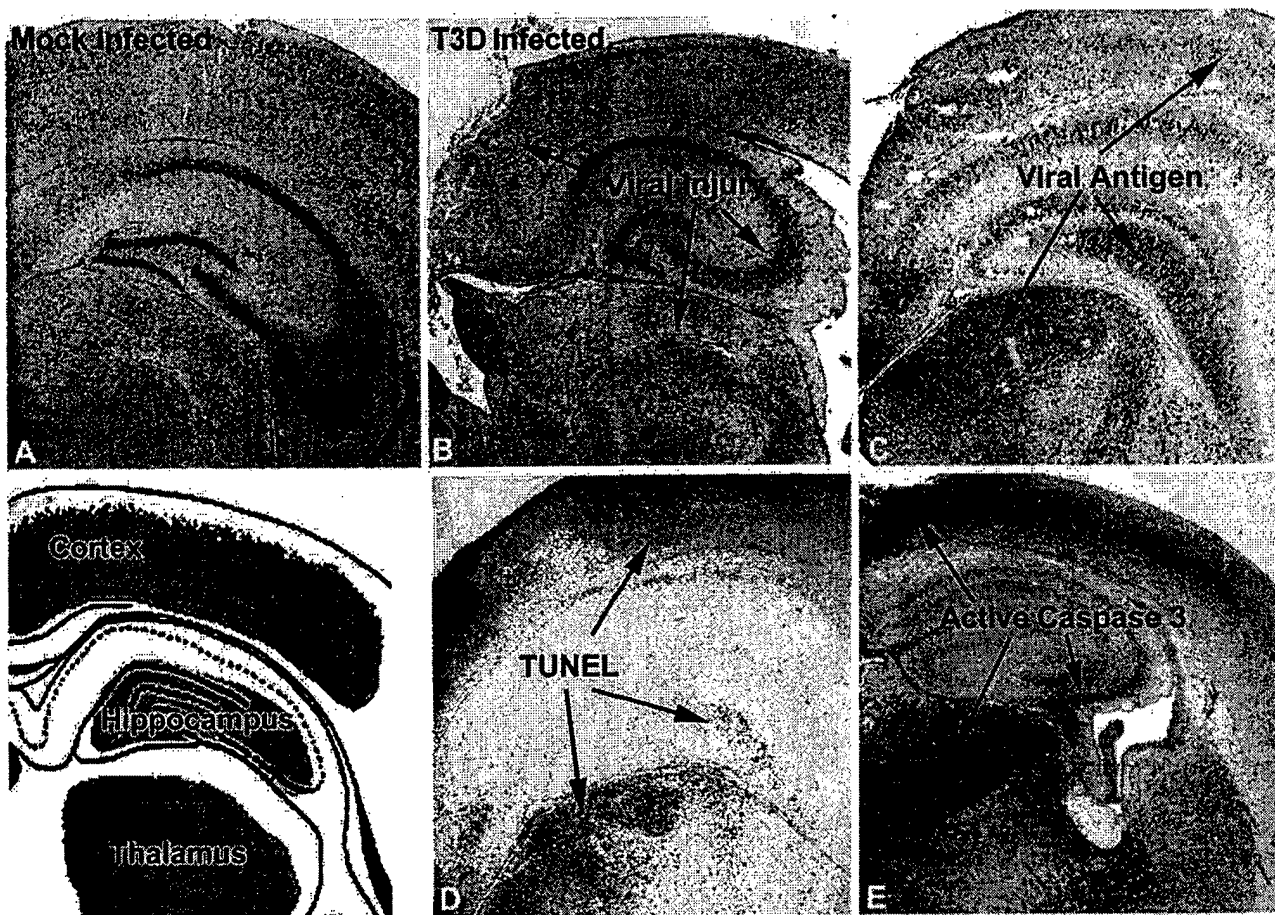 Mock Infected
T3D Infected
Viral Injury
Viral Antigen
A
B
C
Cortex
Hippocampus
Thalamus
TUNEL
Active Caspase 3
D
E